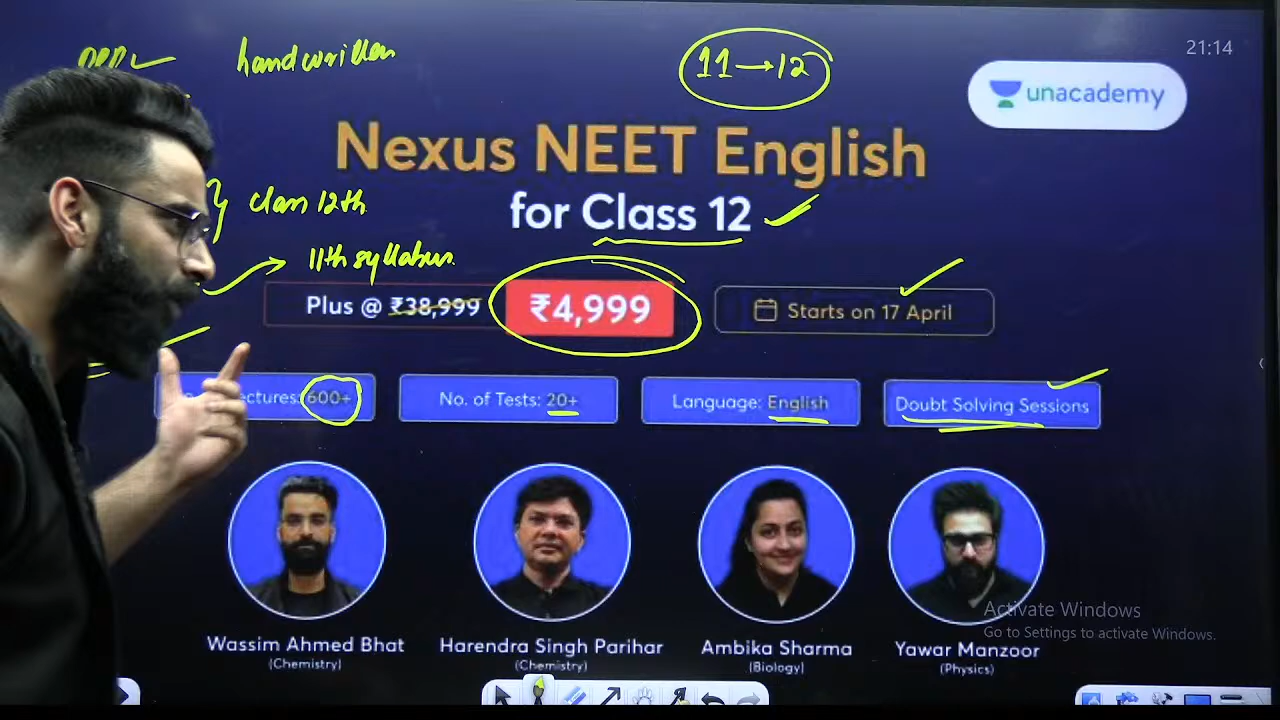 handwritten
11→12
21:14
unacademy
Nexus NEET English
for Class 12
class 12th
11th syllabus
Plus @ ₹38,999
₹4,999
Starts on 17 April
ectures: 600+
No. of Tests: 20+
Language: English
Doubt Solving Sessions
Wassim Ahmed Bhat
(Chemistry)
Harendra Singh Parihar
(Chemistry)
Ambika Sharma
(Biology)
Yawar Manzoor
(Physics)
Activate Windows
Go to Settings to activate Windows.